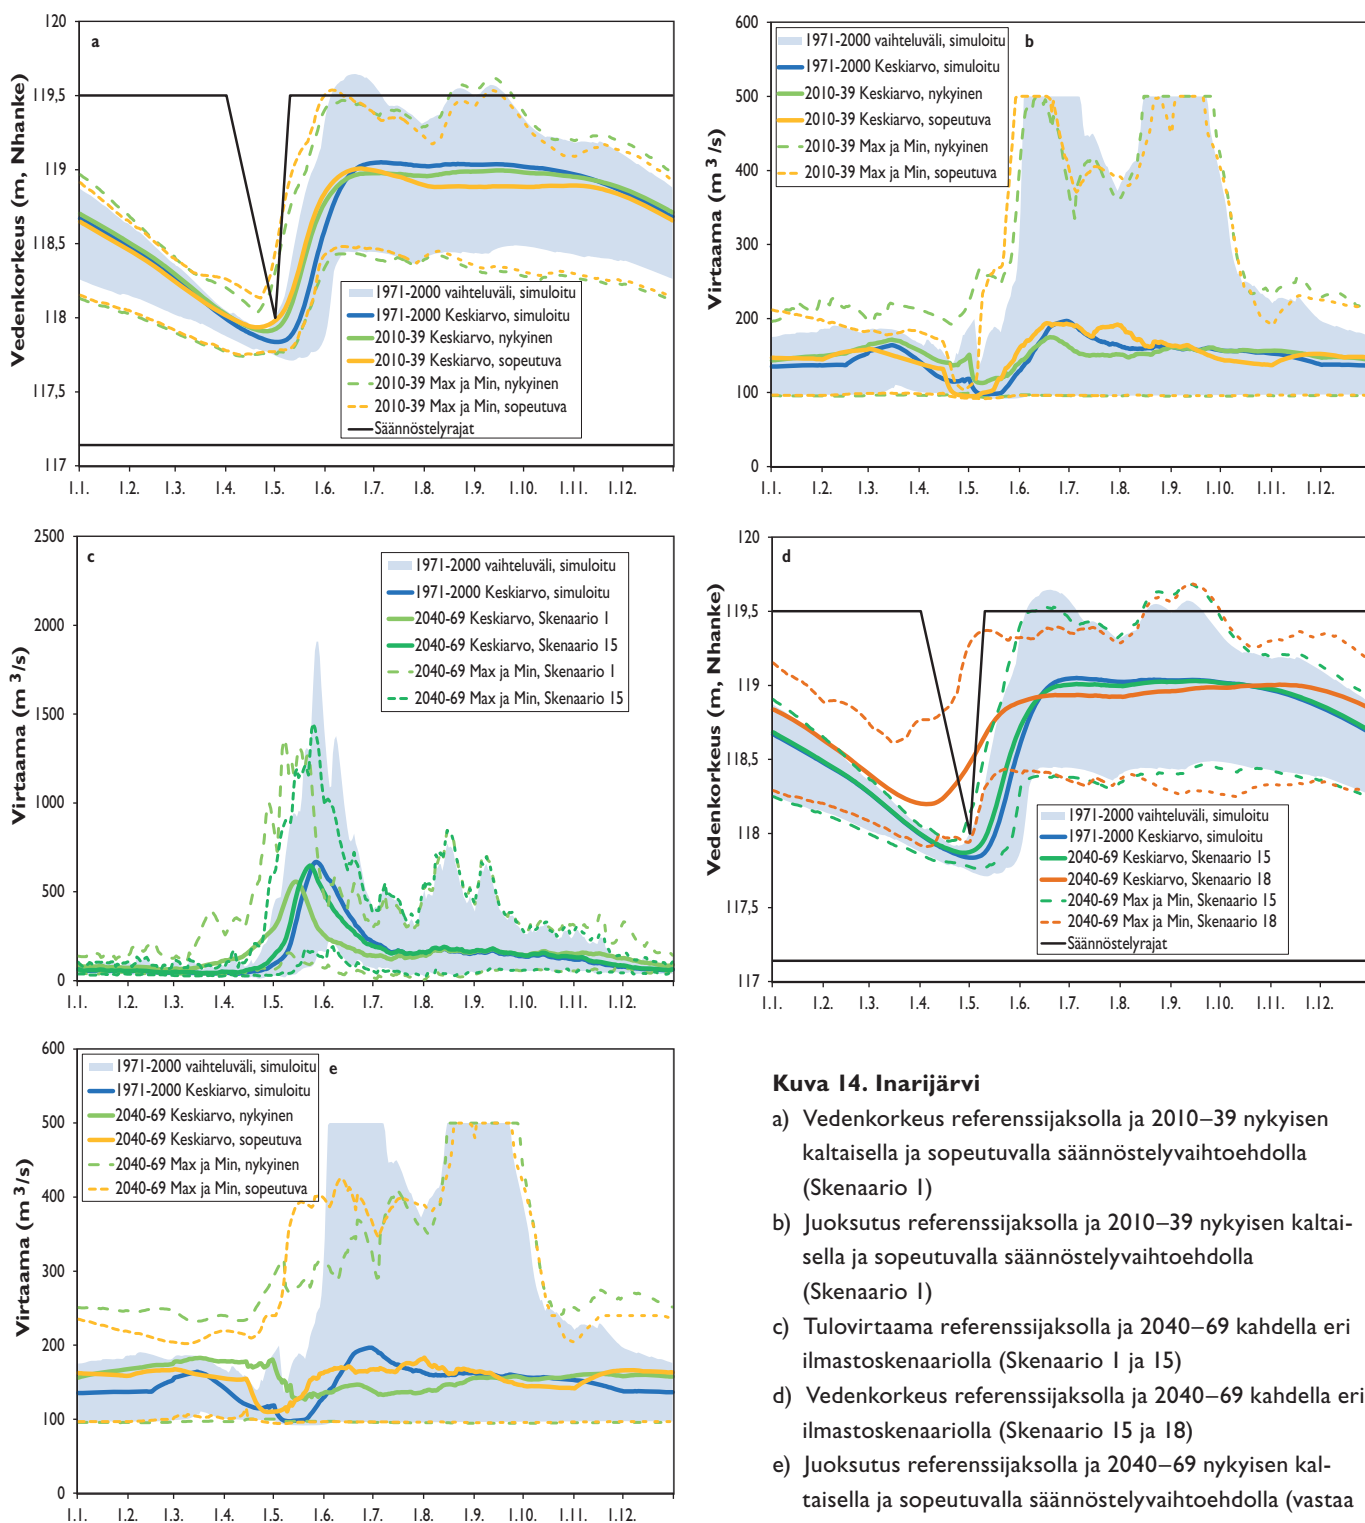 a
120
119,5
119
118,5
118
117,5
117
Vedenkorkeus (m, Nhanke)
1.1. 1.2. 1.3. 1.4. 1.5. 1.6. 1.7. 1.8. 1.9. 1.10. 1.11. 1.12.
1971-2000 vaihteluväli, simuloitu
1971-2000 Keskiarvo, simuloitu
2010-39 Keskiarvo, nykyinen
2010-39 Keskiarvo, sopeutuva
2010-39 Max ja Min, nykyinen
2010-39 Max ja Min, sopeutuva
Säännöstelyrajat
b
600
500
400
300
200
100
0
Virtaama (m ³/s)
1.1. 1.2. 1.3. 1.4. 1.5. 1.6. 1.7. 1.8. 1.9. 1.10. 1.11. 1.12.
1971-2000 vaihteluväli, simuloitu
1971-2000 Keskiarvo, simuloitu
2010-39 Keskiarvo, nykyinen
2010-39 Keskiarvo, sopeutuva
2010-39 Max ja Min, nykyinen
2010-39 Max ja Min, sopeutuva
c
2500
2000
1500
1000
500
0
Virtaama (m ³/s)
1.1. 1.2. 1.3. 1.4. 1.5. 1.6. 1.7. 1.8. 1.9. 1.10. 1.11. 1.12.
1971-2000 vaihteluväli, simuloitu
1971-2000 Keskiarvo, simuloitu
2040-69 Keskiarvo, Skenaario 1
2040-69 Keskiarvo, Skenaario 15
2040-69 Max ja Min, Skenaario 1
2040-69 Max ja Min, Skenaario 15
d
120
119,5
119
118,5
118
117,5
117
Vedenkorkeus (m, Nhanke)
1.1. 1.2. 1.3. 1.4. 1.5. 1.6. 1.7. 1.8. 1.9. 1.10. 1.11. 1.12.
1971-2000 vaihteluväli, simuloitu
1971-2000 Keskiarvo, simuloitu
2040-69 Keskiarvo, Skenaario 15
2040-69 Keskiarvo, Skenaario 18
2040-69 Max ja Min, Skenaario 15
2040-69 Max ja Min, Skenaario 18
Säännöstelyrajat
e
600
500
400
300
200
100
0
Virtaama (m ³/s)
1.1. 1.2. 1.3. 1.4. 1.5. 1.6. 1.7. 1.8. 1.9. 1.10. 1.11. 1.12.
1971-2000 vaihteluväli, simuloitu
1971-2000 Keskiarvo, simuloitu
2040-69 Keskiarvo, nykyinen
2040-69 Keskiarvo, sopeutuva
2040-69 Max ja Min, nykyinen
2040-69 Max ja Min, sopeutuva
Kuva 14. Inarijärvi
a) Vedenkorkeus referenssijaksolla ja 2010–39 nykyisen
kaltaisella ja sopeutuvalla säännöstelyvaihtoehdolla
(Skenaario 1)
b) Juoksutus referenssijaksolla ja 2010–39 nykyisen kaltai-
sella ja sopeutuvalla säännöstelyvaihtoehdolla
(Skenaario 1)
c) Tulovirtaama referenssijaksolla ja 2040–69 kahdella eri
ilmastoskenaariolla (Skenaario 1 ja 15)
d) Vedenkorkeus referenssijaksolla ja 2040–69 kahdella eri
ilmastoskenaariolla (Skenaario 15 ja 18)
e) Juoksutus referenssijaksolla ja 2040–69 nykyisen kal-
taisella ja sopeutuvalla säännöstelyvaihtoehdolla (vastaa